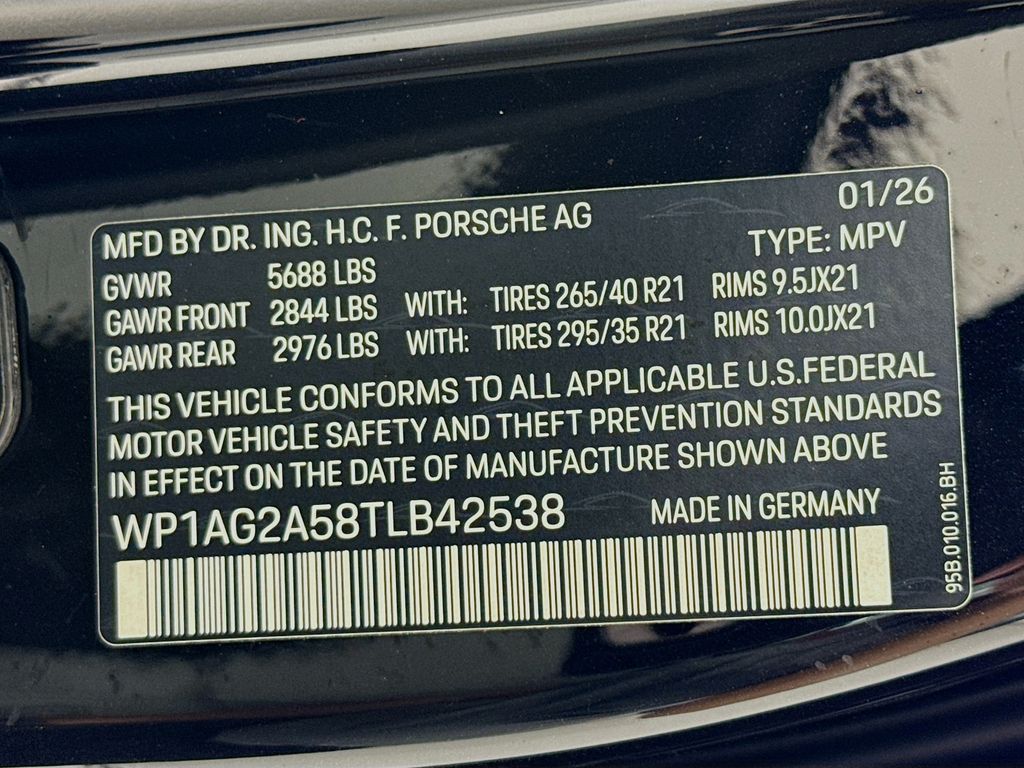 MFD BY DR. ING. H.C. F. PORSCHE AG 01/26
GVWR 5688 LBS TYPE: MPV
GAWR FRONT 2844 LBS WITH: TIRES 265/40 R21 RIMS 9.5JX21
GAWR REAR 2976 LBS WITH: TIRES 295/35 R21 RIMS 10.0JX21
THIS VEHICLE CONFORMS TO ALL APPLICABLE U.S.FEDERAL
MOTOR VEHICLE SAFETY AND THEFT PREVENTION STANDARDS
IN EFFECT ON THE DATE OF MANUFACTURE SHOWN ABOVE
WP1AG2A58TLB42538 MADE IN GERMANY
95B.010.016.BH